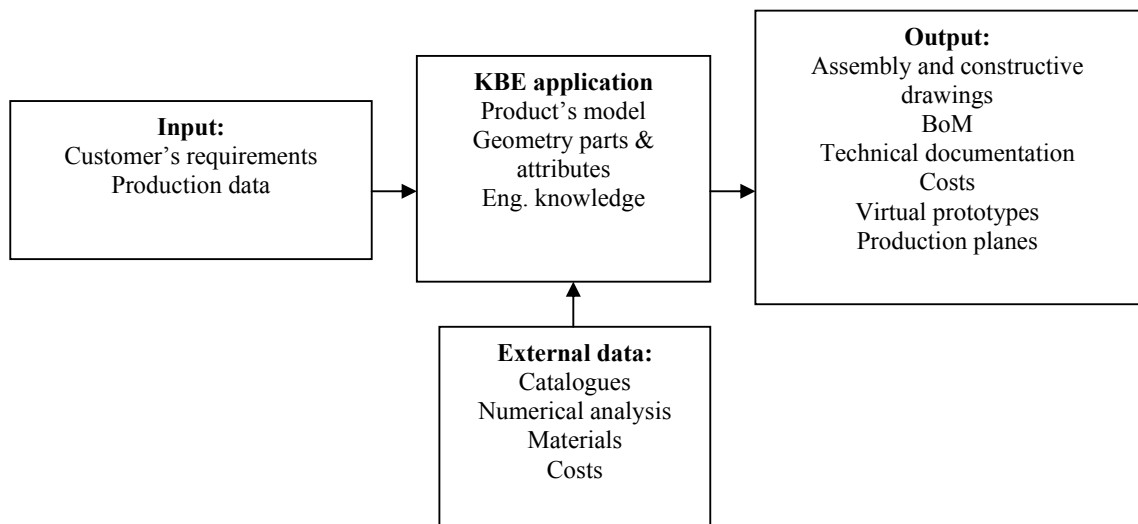 Input:
Customer's requirements
Production data
KBE application
Product's model
Geometry parts &
attributes
Eng. knowledge
Output:
Assembly and constructive
drawings
BoM
Technical documentation
Costs
Virtual prototypes
Production planes
External data:
Catalogues
Numerical analysis
Materials
Costs